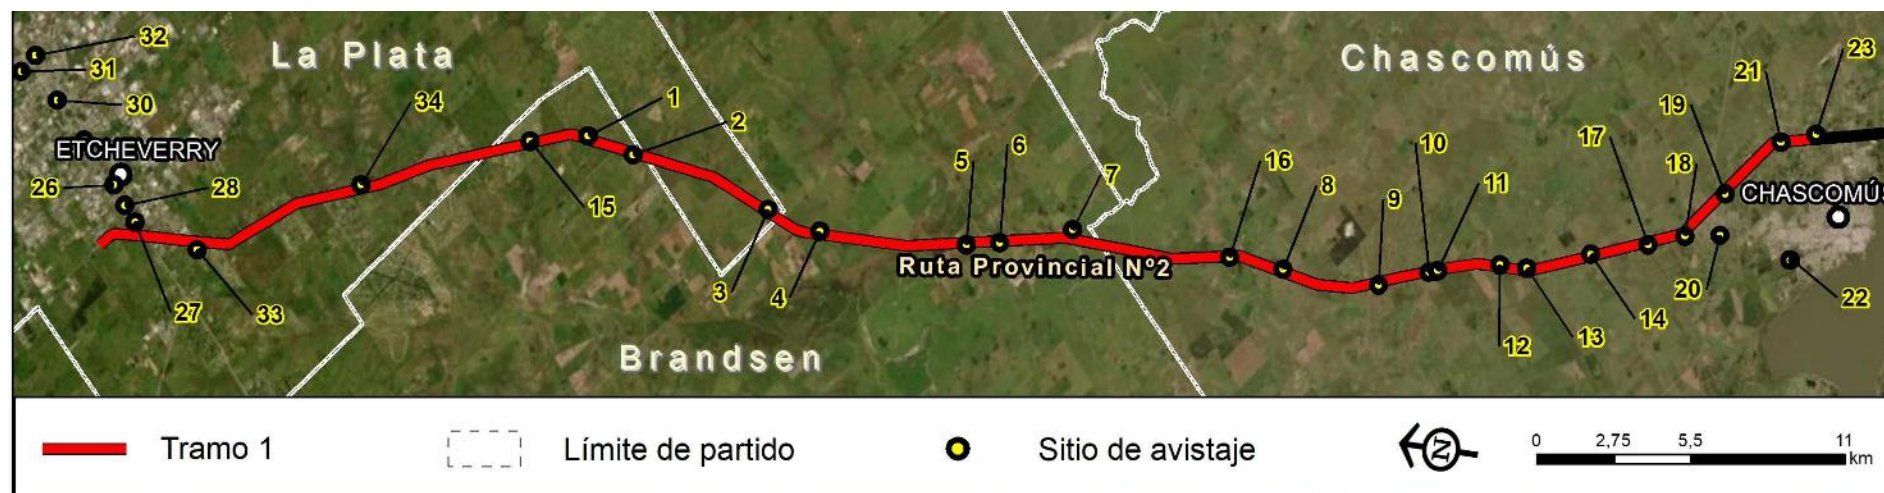 32
La Plata
Chascomús
23
31
21
34
1
30
19
2
ETCHEVERRY
17
10
6
5
18
7
16
8
11
26
28
CHASCOMÚS
9
15
Ruta Provincial Nº2
20
22
3
4
27
33
14
12
13
Brandsen
Tramo 1
Límite de partido
Sitio de avistaje
N
0 2,75 5,5 11
km